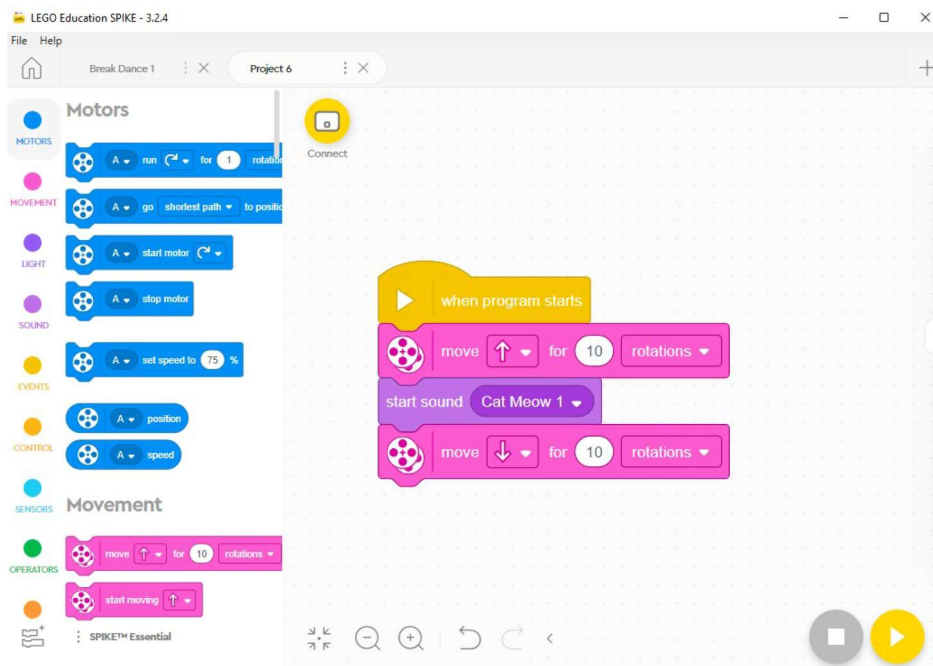 LEGO Education SPIKE - 3.2.4
File Help
Break Dance 1
Project 6
MOTORS
MOVEMENT
LIGHT
SOUND
EVENTS
CONTROL
SENSORS
OPERATORS
Motors
A run for 1 rotation
A go shortest path to positio
A start motor
A stop motor
A set speed to 75 %
A position
A speed
Movement
move for 10 rotations
start moving
SPIKE™ Essential
Connect
when program starts
move for 10 rotations
start sound Cat Meow 1
move for 10 rotations